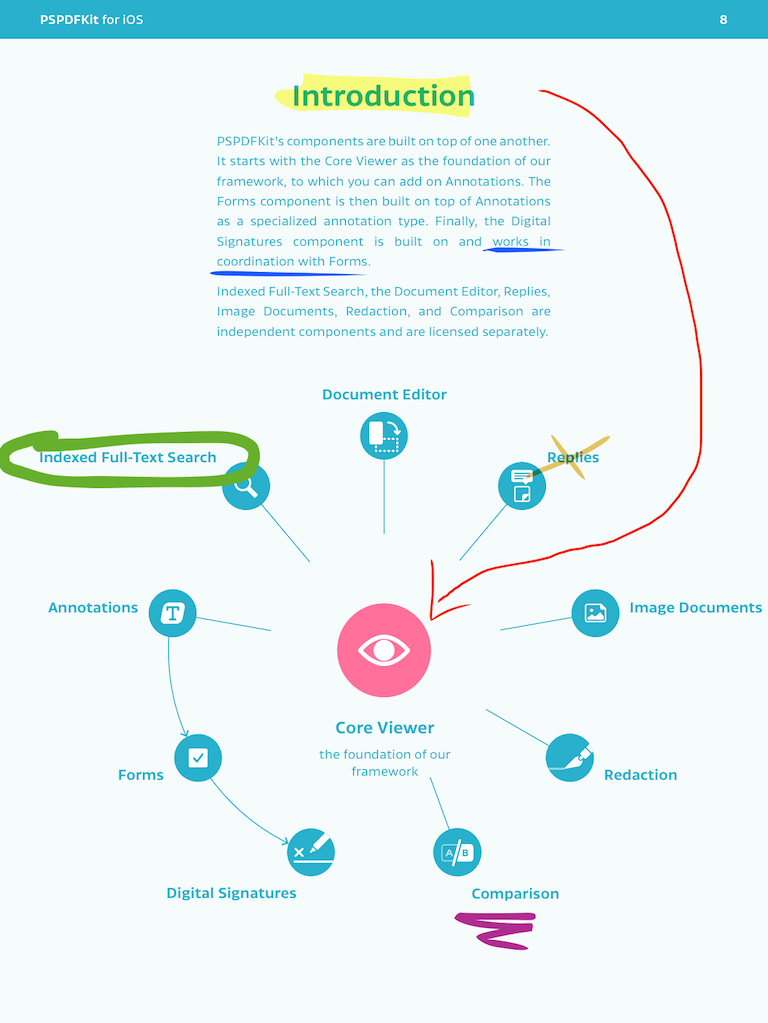 PSPDFKit for iOS
8
Introduction
PSPDFKit's components are built on top of one another.
It starts with the Core Viewer as the foundation of our
framework, to which you can add on Annotations. The
Forms component is then built on top of Annotations
as a specialized annotation type. Finally, the Digital
Signatures component is built on and works in
coordination with Forms.
Indexed Full-Text Search, the Document Editor, Replies,
Image Documents, Redaction, and Comparison are
independent components and are licensed separately.
Document Editor
Indexed Full-Text Search
Replies
Annotations
T
Image Documents
Core Viewer
the foundation of our
framework
Forms
Redaction
A/B
Digital Signatures
Comparison